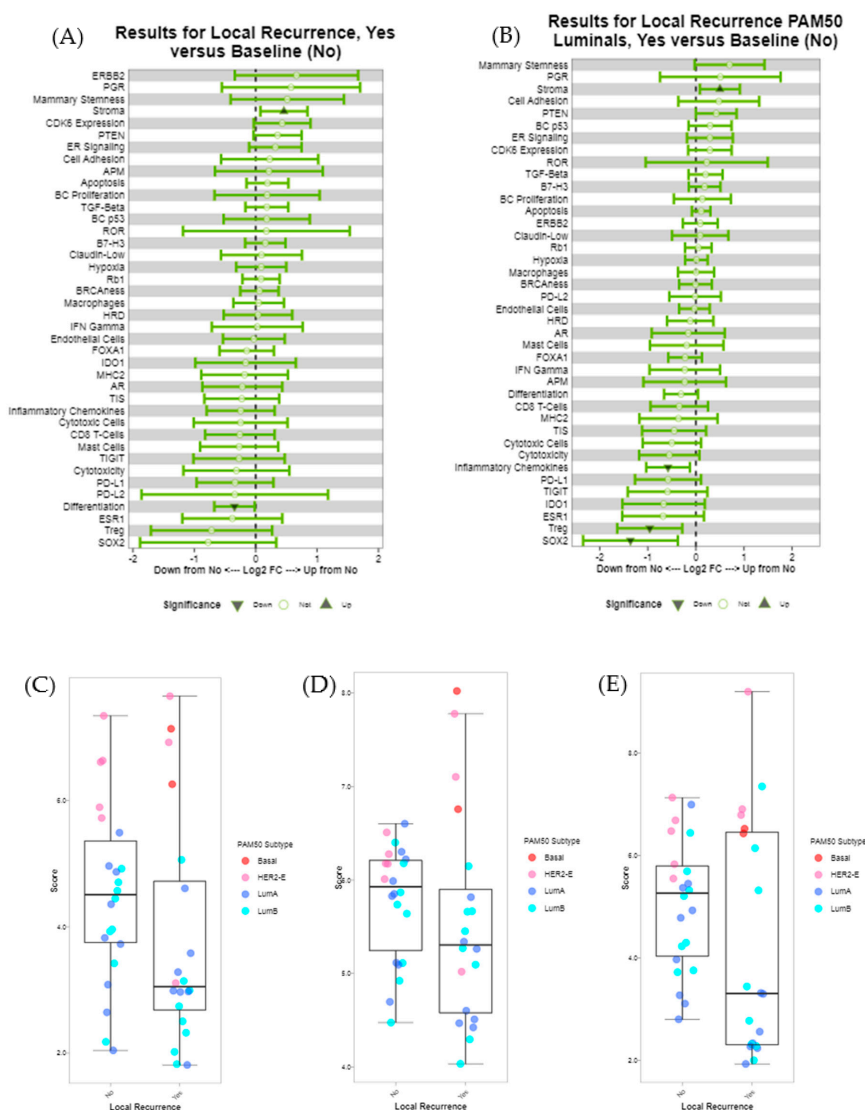 (A)
Results for Local Recurrence, Yes
versus Baseline (No)
ERBB2
PGR
Mammary Stemness
Stroma
CDK6 Expression
PTEN
ER Signaling
Cell Adhesion
APM
Apoptosis
BC Proliferation
TGF-Beta
BC p53
ROR
B7-H3
Claudin-Low
Hypoxia
Rb1
BRCAness
Macrophages
HRD
IFN Gamma
Endothelial Cells
FOXA1
IDO1
MHC2
AR
TIS
Inflammatory Chemokines
Cytotoxic Cells
CD8 T-Cells
Mast Cells
TIGIT
Cytotoxicity
PD-L1
PD-L2
Differentiation
ESR1
Treg
SOX2
-2 -1 0 1 2
Down from No <--- Log2 FC ---> Up from No
Significance Down Not Up
(B)
Results for Local Recurrence PAM50
Luminals, Yes versus Baseline (No)
Mammary Stemness
PGR
Stroma
Cell Adhesion
PTEN
BC p53
ER Signaling
CDK6 Expression
ROR
TGF-Beta
B7-H3
BC Proliferation
Apoptosis
ERBB2
Claudin-Low
Rb1
Hypoxia
Macrophages
BRCAness
PD-L2
Endothelial Cells
HRD
AR
Mast Cells
FOXA1
IFN Gamma
APM
Differentiation
CD8 T-Cells
MHC2
TIS
Cytotoxic Cells
Cytotoxicity
Inflammatory Chemokines
PD-L1
TIGIT
IDO1
ESR1
Treg
SOX2
-2 -1 0 1 2
Down from No <--- Log2 FC ---> Up from No
Significance Down Not Up
(C)
6.0
4.0
2.0
Score
No Yes
Local Recurrence
PAM50 Subtype
Basal
HER2-E
LumA
LumB
(D)
8.0
7.0
6.0
5.0
4.0
Score
No Yes
Local Recurrence
PAM50 Subtype
Basal
HER2-E
LumA
LumB
(E)
8.0
6.0
4.0
2.0
Score
No Yes
Local Recurrence
PAM50 Subtype
Basal
HER2-E
LumA
LumB